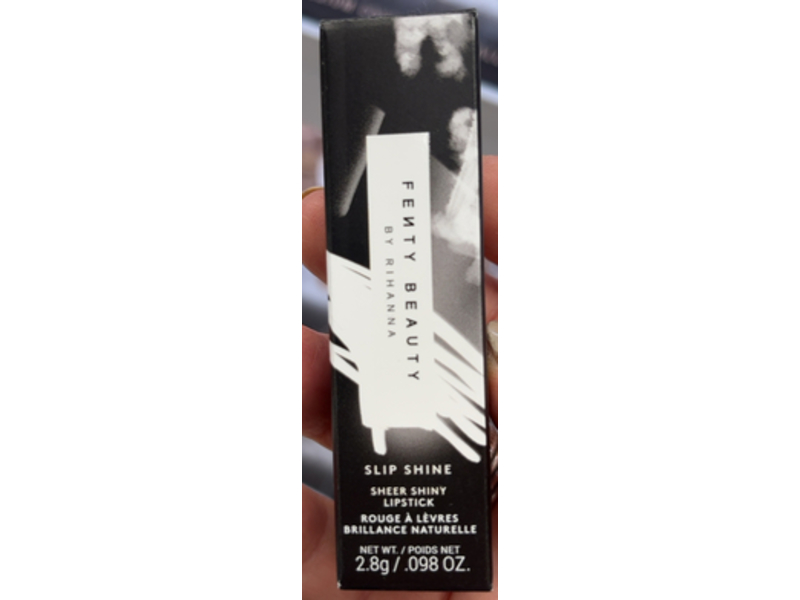 FEИTY BEAUTY
BY RIHANNA
SLIP SHINE
SHEER SHINY
LIPSTICK
ROUGE À LÈVRES
BRILLANCE NATURELLE
NET WT. / POIDS NET
2.8g / .098 OZ.